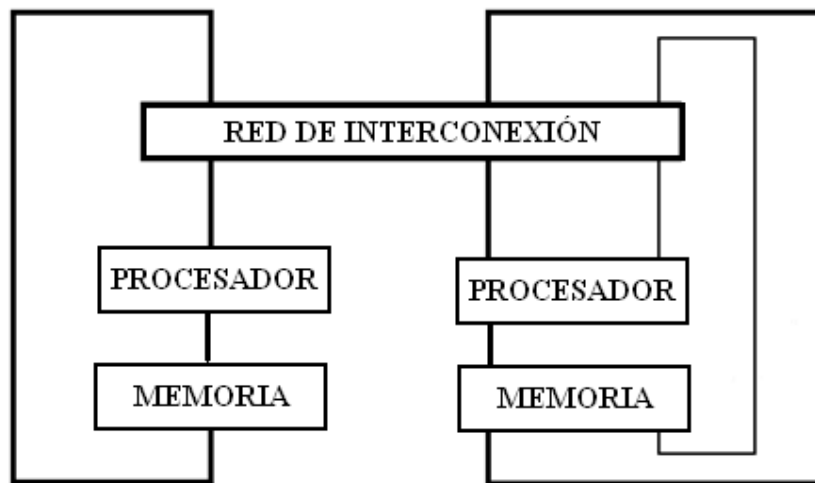 RED DE INTERCONEXIÓN
PROCESADOR
PROCESADOR
MEMORIA
MEMORIA